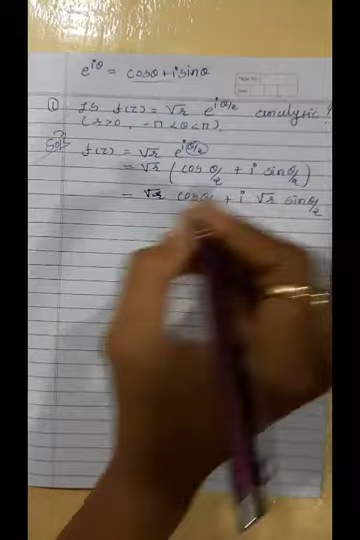 e^{iθ} = cosθ + i sinθ
① Is f(z) = √r e^{iθ/2} analytic?
(r>0, -π<θ<π).
Sol? f(z) = √r e^{iθ/2}
= √r (cos θ/2 + i sin θ/2)
= √r cos θ/2 + i √r sin θ/2